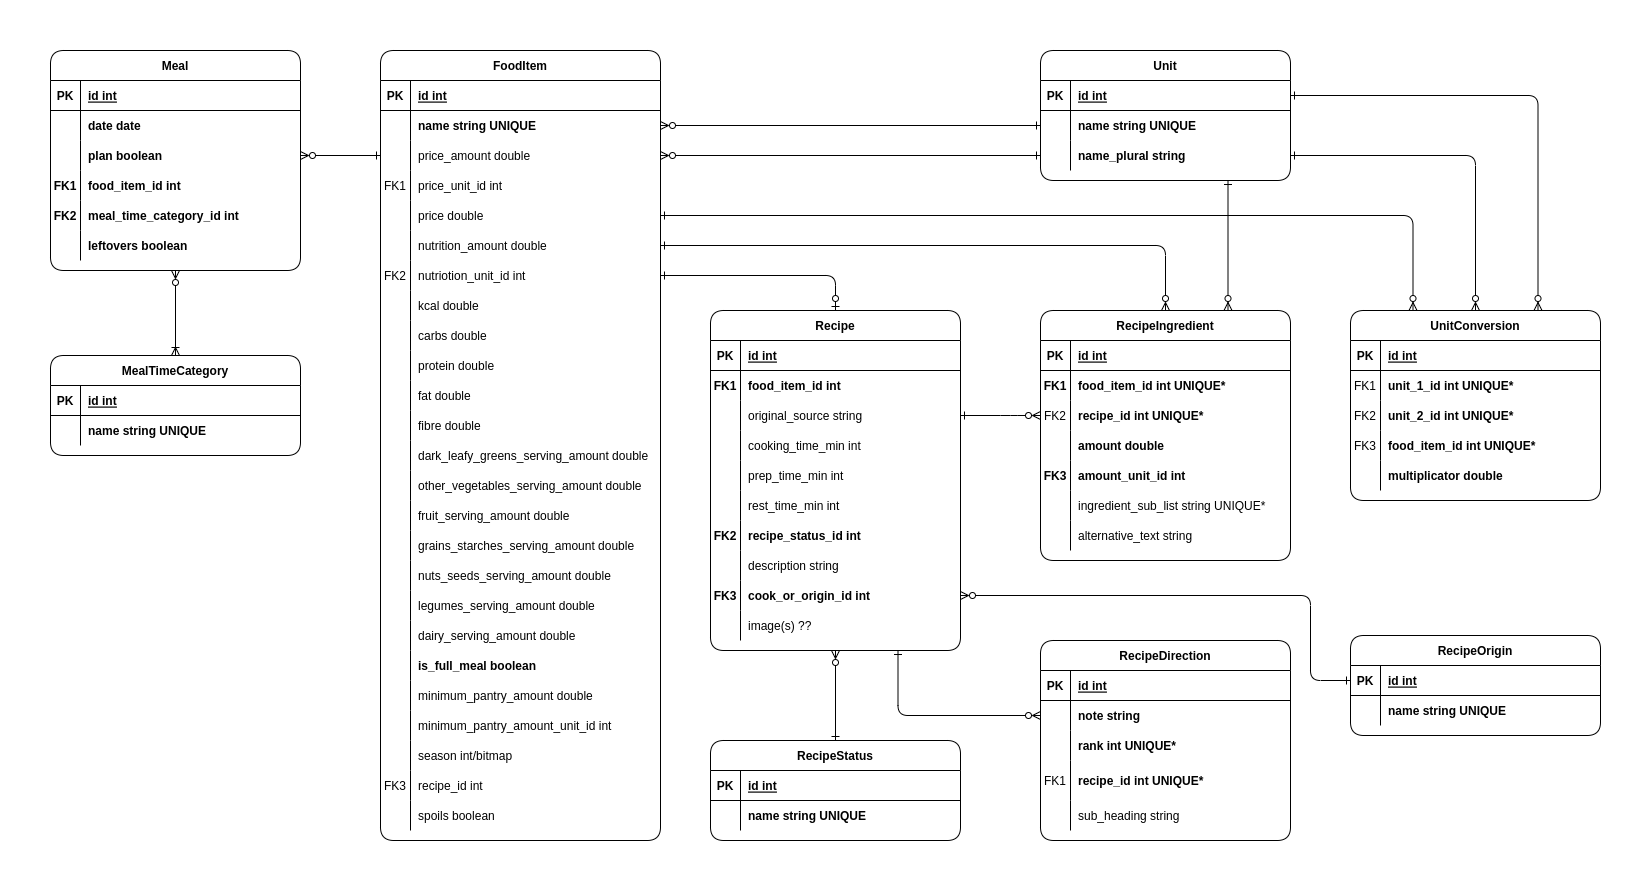 Meal
PK id int
date date
plan boolean
FK1 food_item_id int
FK2 meal_time_category_id int
leftovers boolean
MealTimeCategory
PK id int
name string UNIQUE
FoodItem
PK id int
name string UNIQUE
price_amount double
FK1 price_unit_id int
price double
nutrition_amount double
FK2 nutriotion_unit_id int
kcal double
carbs double
protein double
fat double
fibre double
dark_leafy_greens_serving_amount double
other_vegetables_serving_amount double
fruit_serving_amount double
grains_starches_serving_amount double
nuts_seeds_serving_amount double
legumes_serving_amount double
dairy_serving_amount double
is_full_meal boolean
minimum_pantry_amount double
minimum_pantry_amount_unit_id int
season int/bitmap
FK3 recipe_id int
spoils boolean
Unit
PK id int
name string UNIQUE
name_plural string
Recipe
PK id int
FK1 food_item_id int
original_source string
cooking_time_min int
prep_time_min int
rest_time_min int
FK2 recipe_status_id int
description string
FK3 cook_or_origin_id int
image(s) ??
RecipeIngredient
PK id int
FK1 food_item_id int UNIQUE*
FK2 recipe_id int UNIQUE*
amount double
FK3 amount_unit_id int
ingredient_sub_list string UNIQUE*
alternative_text string
UnitConversion
PK id int
FK1 unit_1_id int UNIQUE*
FK2 unit_2_id int UNIQUE*
FK3 food_item_id int UNIQUE*
multiplicator double
RecipeStatus
PK id int
name string UNIQUE
RecipeDirection
PK id int
note string
rank int UNIQUE*
FK1 recipe_id int UNIQUE*
sub_heading string
RecipeOrigin
PK id int
name string UNIQUE